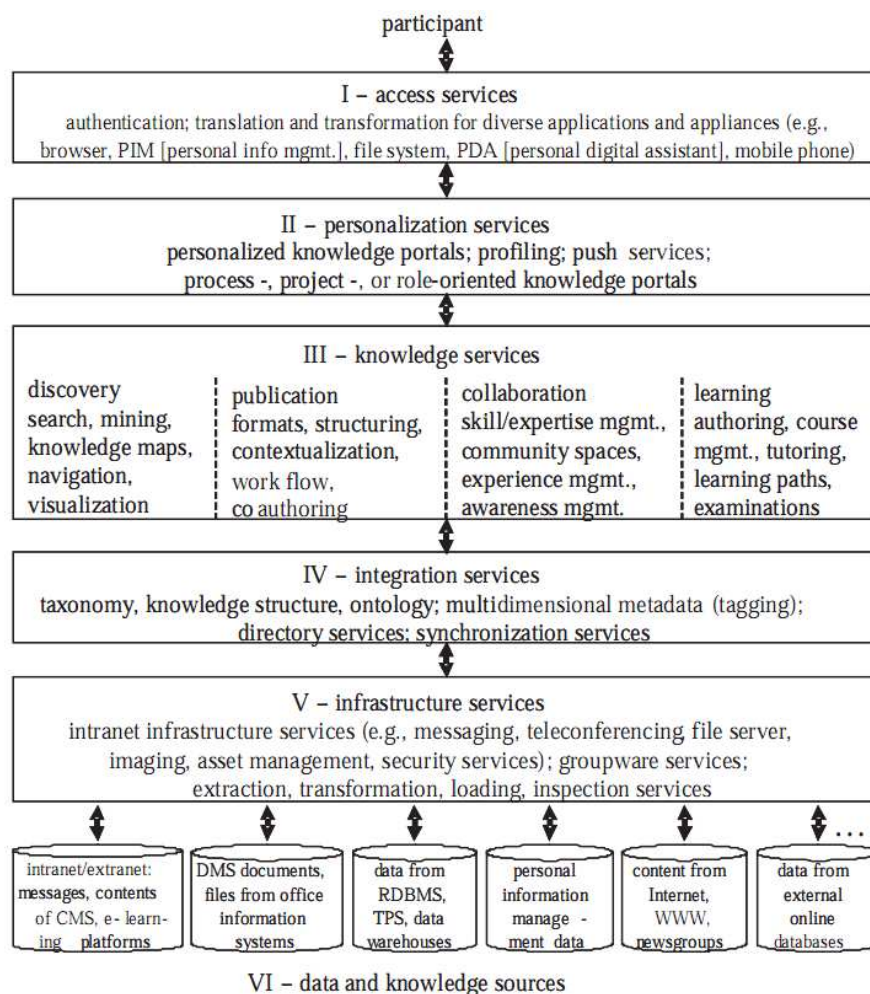 participant
I – access services
authentication; translation and transformation for diverse applications and appliances (e.g.,
browser, PIM [personal info mgmt.], file system, PDA [personal digital assistant], mobile phone)
II – personalization services
personalized knowledge portals; profiling; push services;
process -, project -, or role-oriented knowledge portals
III – knowledge services
discovery
search, mining,
knowledge maps,
navigation,
visualization
publication
formats, structuring,
contextualization,
work flow,
co authoring
collaboration
skill/expertise mgmt.,
community spaces,
experience mgmt.,
awareness mgmt.
learning
authoring, course
mgmt., tutoring,
learning paths,
examinations
IV – integration services
taxonomy, knowledge structure, ontology; multidimensional metadata (tagging);
directory services; synchronization services
V – infrastructure services
intranet infrastructure services (e.g., messaging, teleconferencing file server,
imaging, asset management, security services); groupware services;
extraction, transformation, loading, inspection services
...
intranet/extranet:
messages, contents
of CMS, e- learn-
ing platforms
DMS documents,
files from office
information
systems
data from
RDBMS,
TPS, data
warehouses
personal
information
manage -
ment data
content from
Internet,
WWW,
newsgroups
data from
external
online
databases
VI – data and knowledge sources